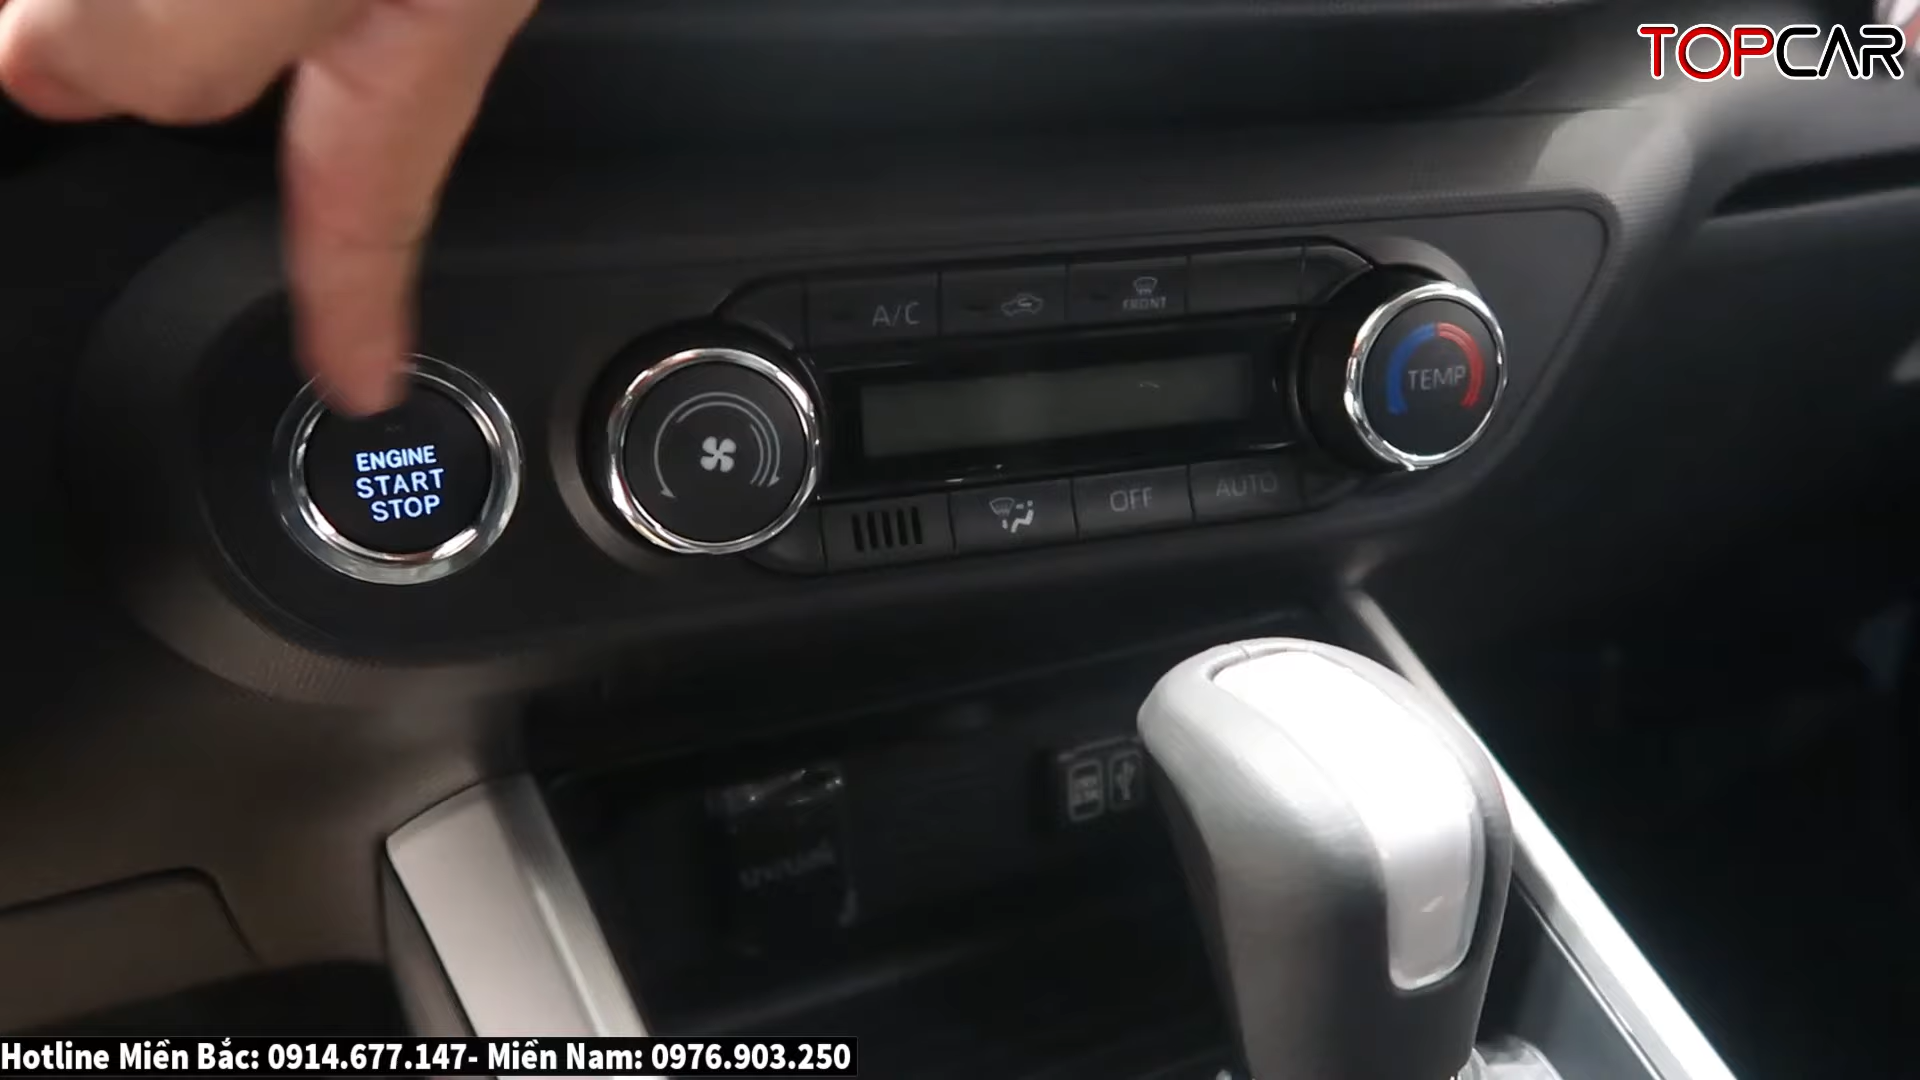 TOPCAR
A/C
FRONT
TEMP
ENGINE
START
STOP
OFF
AUTO
Hotline Miền Bắc: 0914.677.147- Miền Nam: 0976.903.250